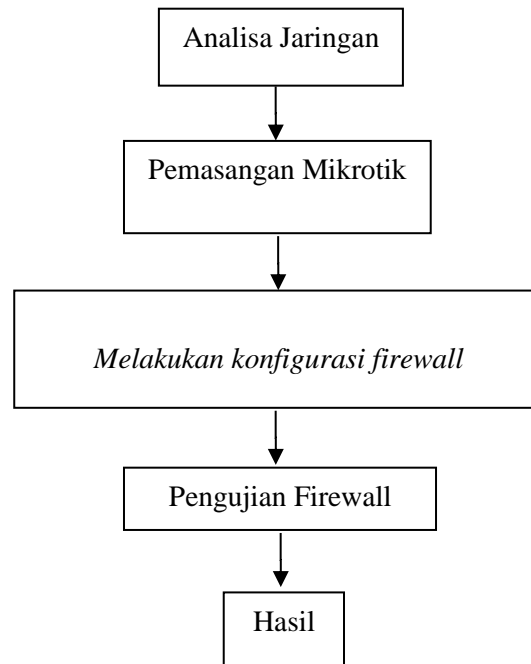 Analisa Jaringan
Pemasangan Mikrotik
Melakukan konfigurasi firewall
Pengujian Firewall
Hasil